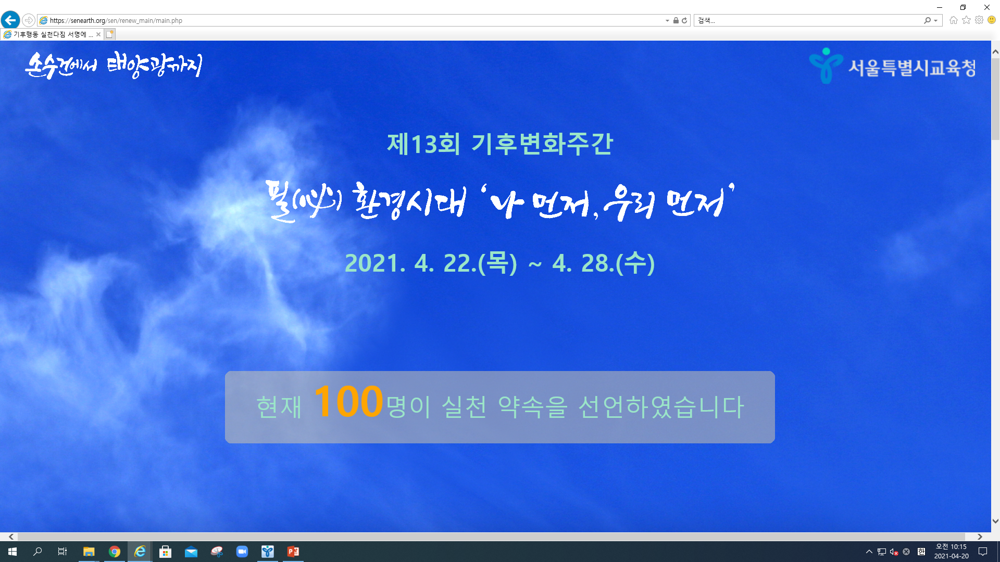 https://senearth.org/sen/renew_main/main.php
검색...
기후행동 실천다짐 서명에 ...
손수건에서 태양광까지
서울특별시교육청
제13회 기후변화주간
필(必) 환경시대 ‘나 먼저, 우리 먼저’
2021. 4. 22.(목) ~ 4. 28.(수)
현재 100명이 실천 약속을 선언하였습니다
한
오전 10:15
2021-04-20